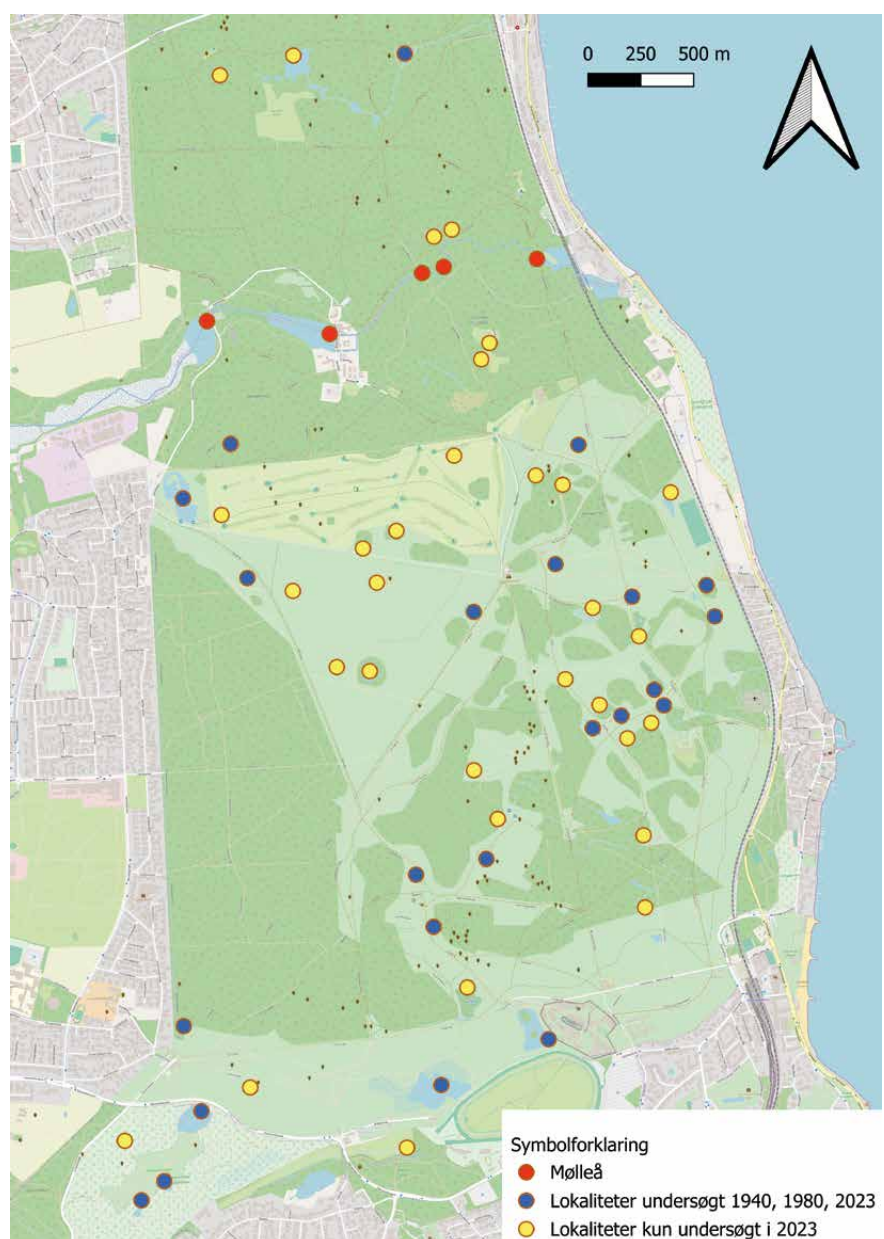 0 250 500 m
Symbolforklaring
Mølleå
Lokaliteter undersøgt 1940, 1980, 2023
Lokaliteter kun undersøgt i 2023